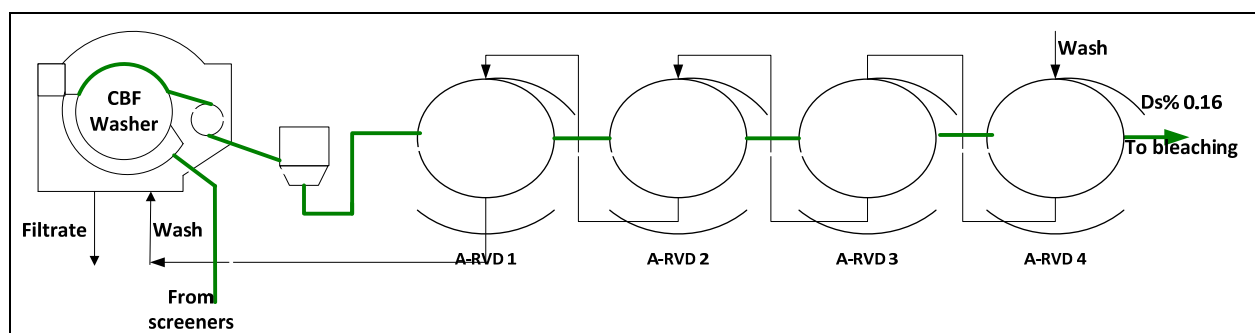 CBF
Washer
Filtrate
Wash
From
screeners
A-RVD 1
A-RVD 2
A-RVD 3
A-RVD 4
Wash
Ds% 0.16
To bleaching